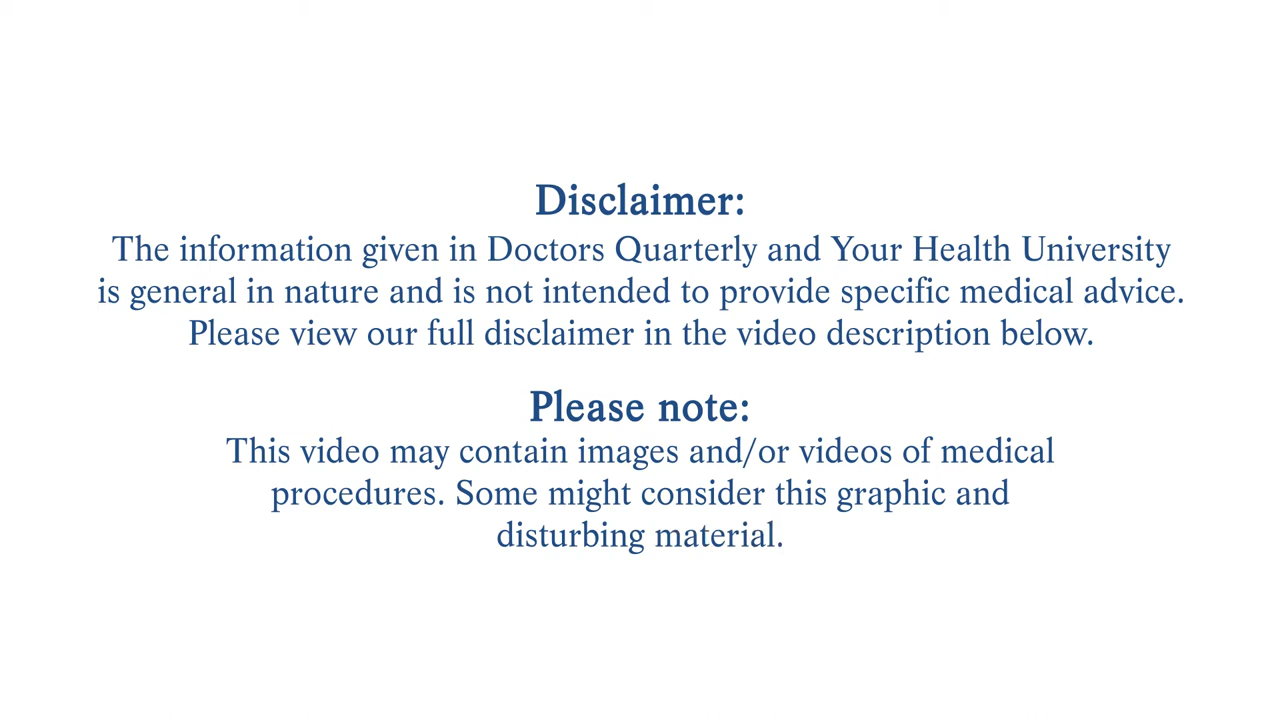 Disclaimer:
The information given in Doctors Quarterly and Your Health University
is general in nature and is not intended to provide specific medical advice.
Please view our full disclaimer in the video description below.
Please note:
This video may contain images and/or videos of medical
procedures. Some might consider this graphic and
disturbing material.